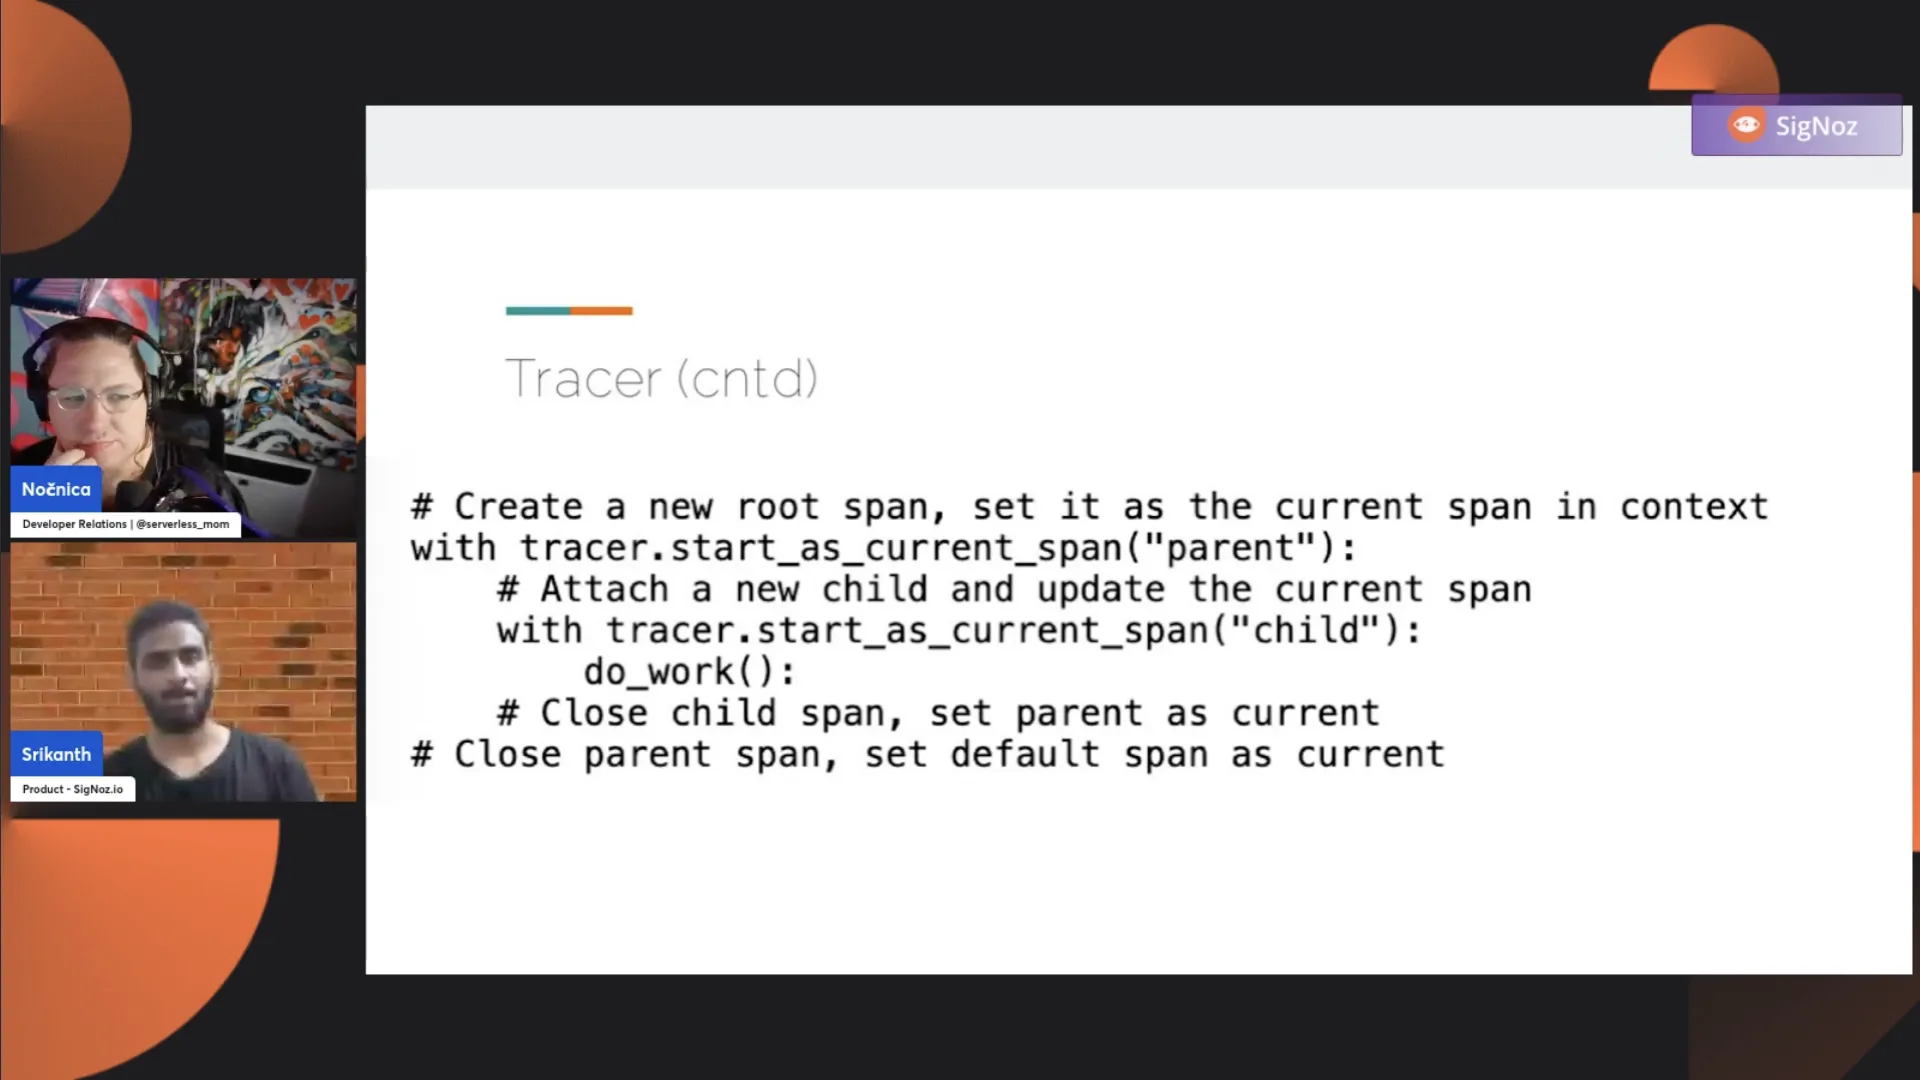 SigNoz
Tracer (cntd)
# Create a new root span, set it as the current span in context
with tracer.start_as_current_span("parent"):
    # Attach a new child and update the current span
    with tracer.start_as_current_span("child"):
        do_work():
    # Close child span, set parent as current
# Close parent span, set default span as current
Nočnica
Developer Relations | @serverless_mom
Srikanth
Product - SigNoz.io